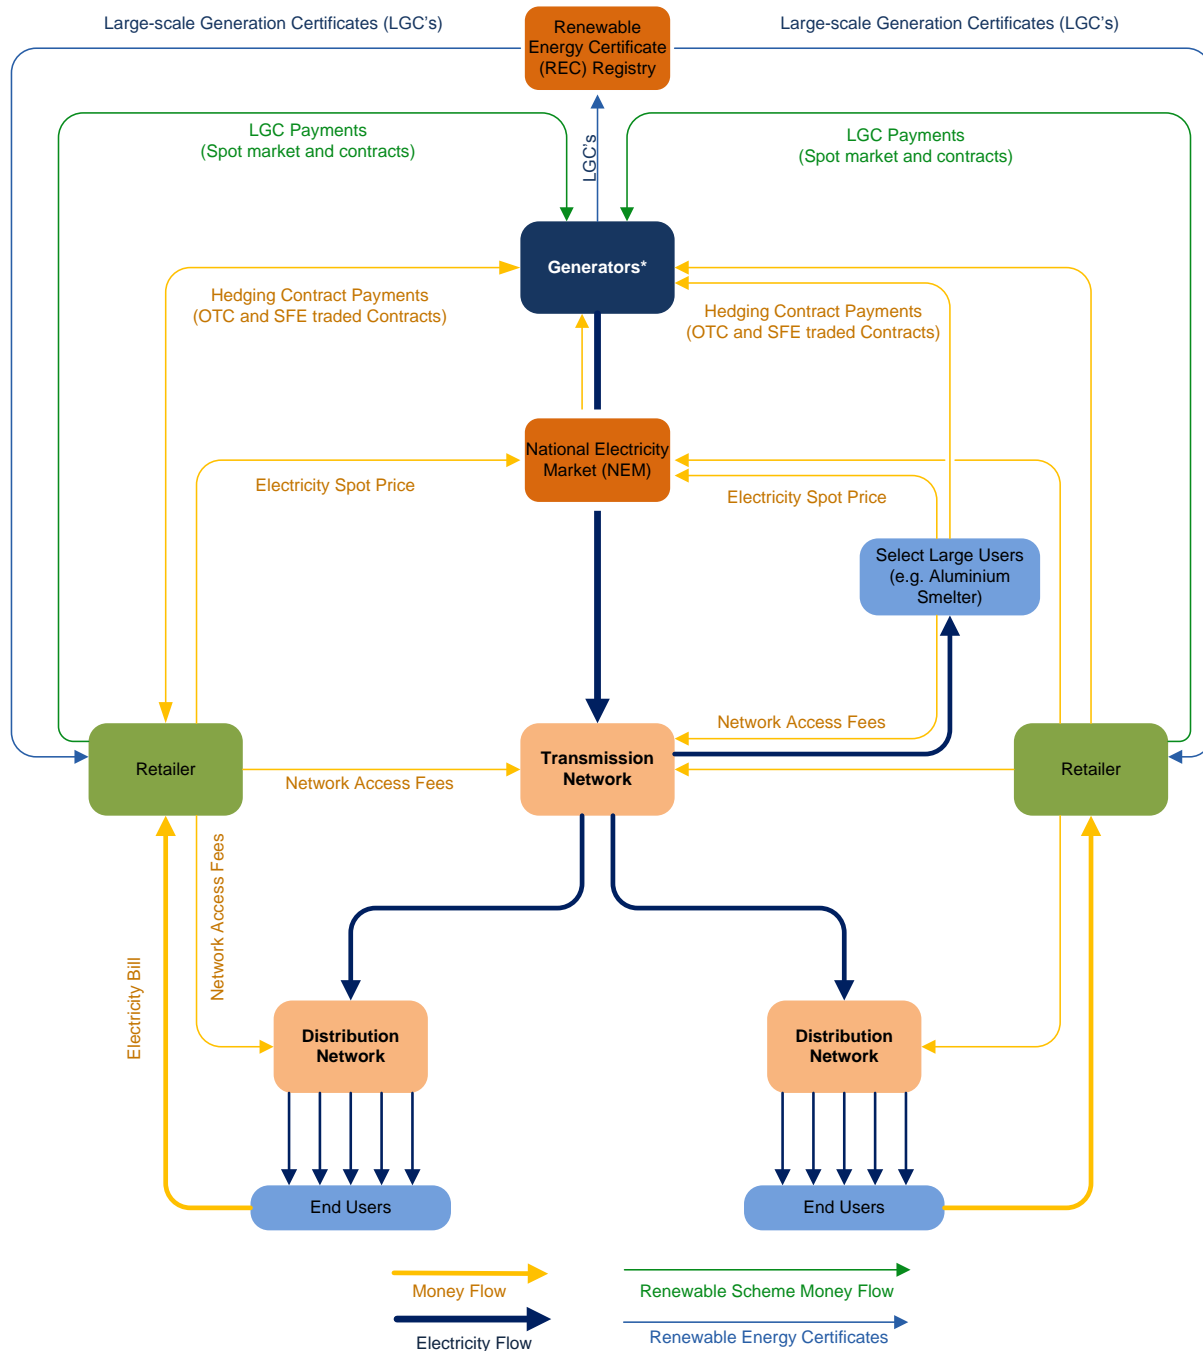 Large-scale Generation Certificates (LGC's)
Large-scale Generation Certificates (LGC's)
Renewable
Energy Certificate
(REC) Registry
LGC Payments
(Spot market and contracts)
LGC's
LGC Payments
(Spot market and contracts)
Generators*
Hedging Contract Payments
(OTC and SFE traded Contracts)
Hedging Contract Payments
(OTC and SFE traded Contracts)
National Electricity
Market (NEM)
Electricity Spot Price
Electricity Spot Price
Select Large Users
(e.g. Aluminium
Smelter)
Network Access Fees
Retailer
Transmission
Network
Retailer
Network Access Fees
Network Access Fees
Electricity Bill
Distribution
Network
Distribution
Network
End Users
End Users
Money Flow
Renewable Scheme Money Flow
Electricity Flow
Renewable Energy Certificates